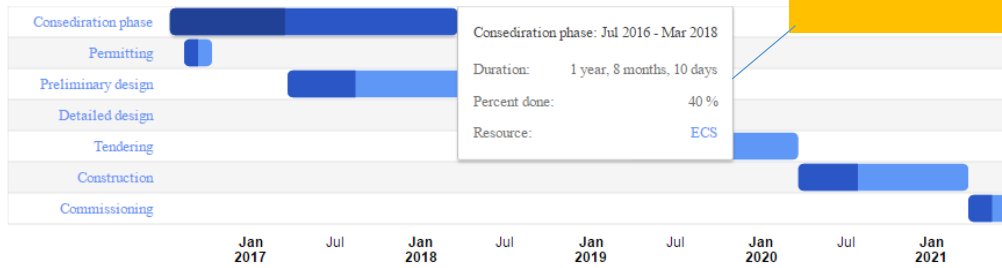 Consediration phase
Permitting
Preliminary design
Detailed design
Tendering
Construction
Commissioning
Consediration phase: Jul 2016 - Mar 2018
Duration: 1 year, 8 months, 10 days
Percent done: 40 %
Resource: ECS
Jan Jul Jan Jul Jan Jul Jan Jul Jan
2017 2018 2019 2020 2021